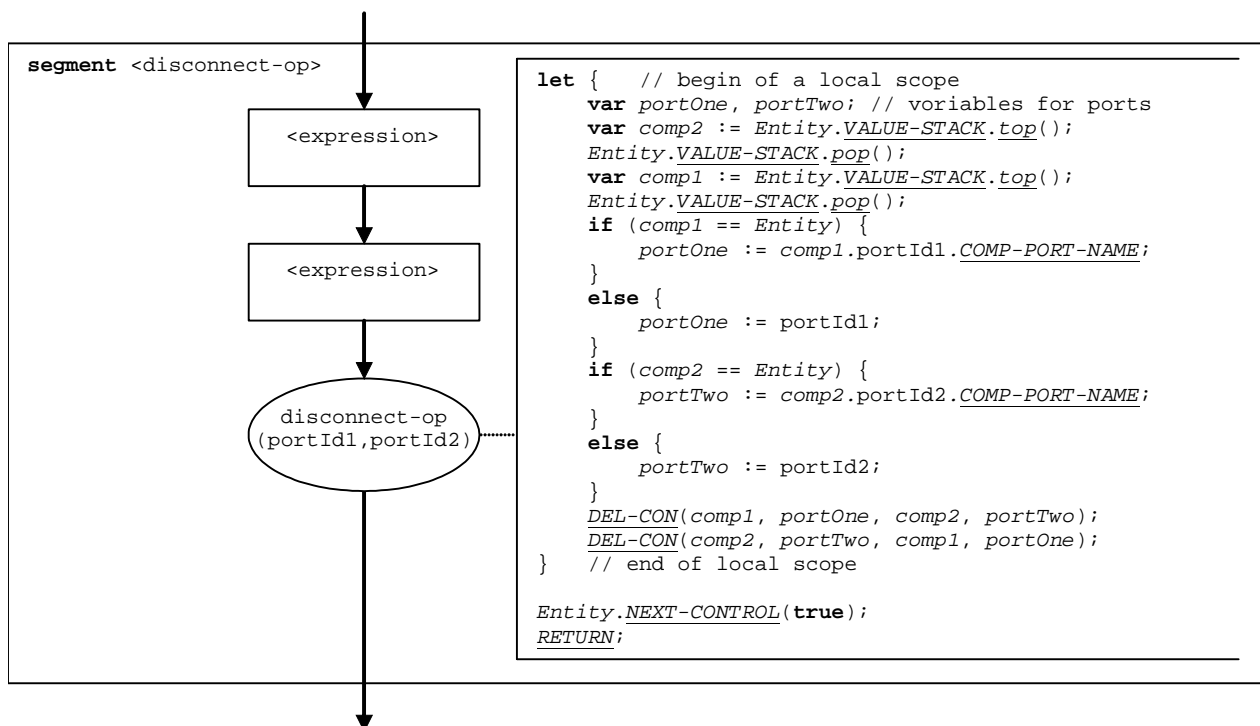 segment <disconnect-op>
<expression>
<expression>
disconnect-op
(portId1,portId2)
let { // begin of a local scope
var portOne, portTwo; // voriables for ports
var comp2 := Entity.VALUE-STACK.top();
Entity.VALUE-STACK.pop();
var comp1 := Entity.VALUE-STACK.top();
Entity.VALUE-STACK.pop();
if (comp1 == Entity) {
portOne := comp1.portId1.COMP-PORT-NAME;
}
else {
portOne := portId1;
}
if (comp2 == Entity) {
portTwo := comp2.portId2.COMP-PORT-NAME;
}
else {
portTwo := portId2;
}
DEL-CON(comp1, portOne, comp2, portTwo);
DEL-CON(comp2, portTwo, comp1, portOne);
} // end of local scope
Entity.NEXT-CONTROL(true);
RETURN;